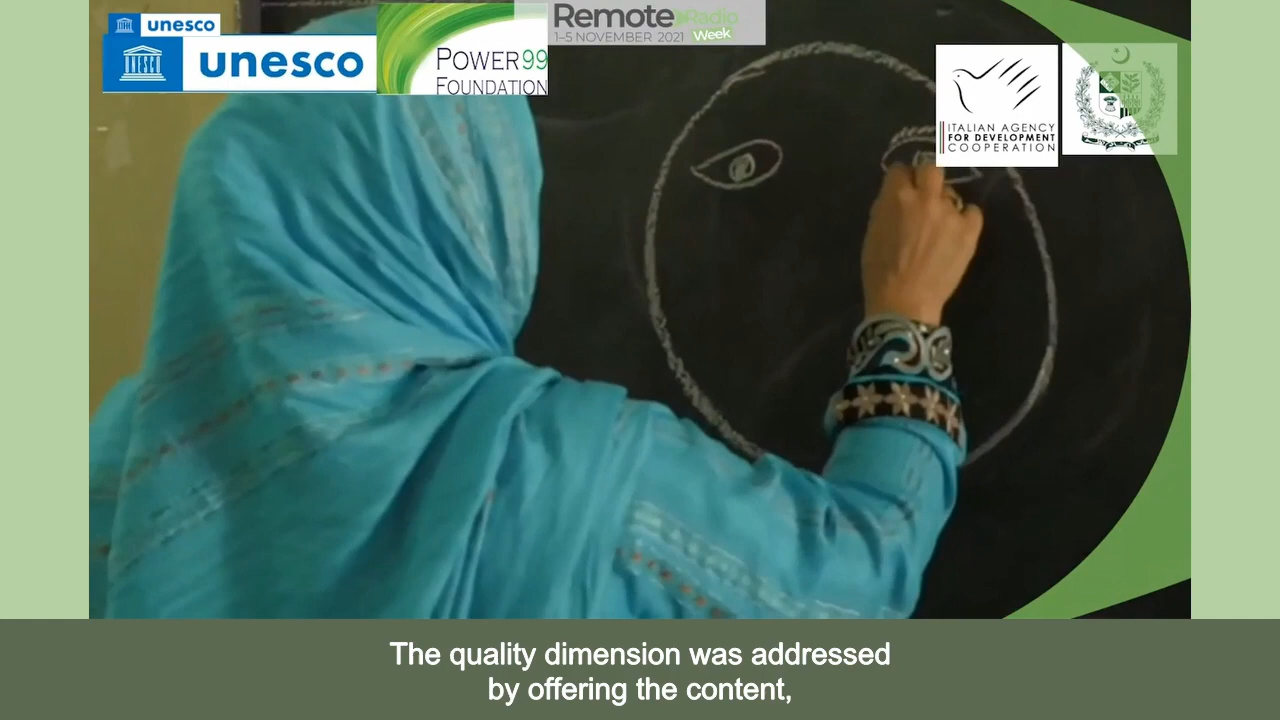 unesco
unesco
POWER99
FOUNDATION
Remote Radio
1–5 NOVEMBER 2021 Week
ITALIAN AGENCY
FOR DEVELOPMENT
COOPERATION
The quality dimension was addressed
by offering the content,